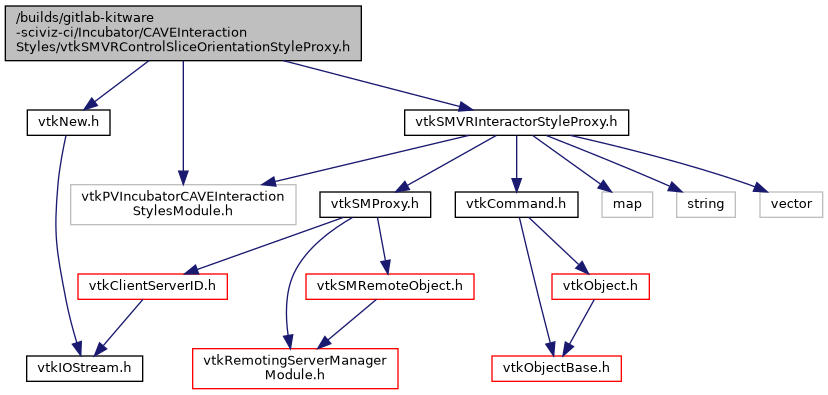 /builds/gitlab-kitware
-sciviz-ci/Incubator/CAVEInteraction
Styles/vtkSMVRControlSliceOrientationStyleProxy.h
vtkNew.h
vtkSMVRInteractorStyleProxy.h
vtkPVIncubatorCAVEInteraction
StylesModule.h
vtkSMProxy.h
vtkCommand.h
map
string
vector
vtkClientServerID.h
vtkSMRemoteObject.h
vtkObject.h
vtkIOStream.h
vtkRemotingServerManager
Module.h
vtkObjectBase.h